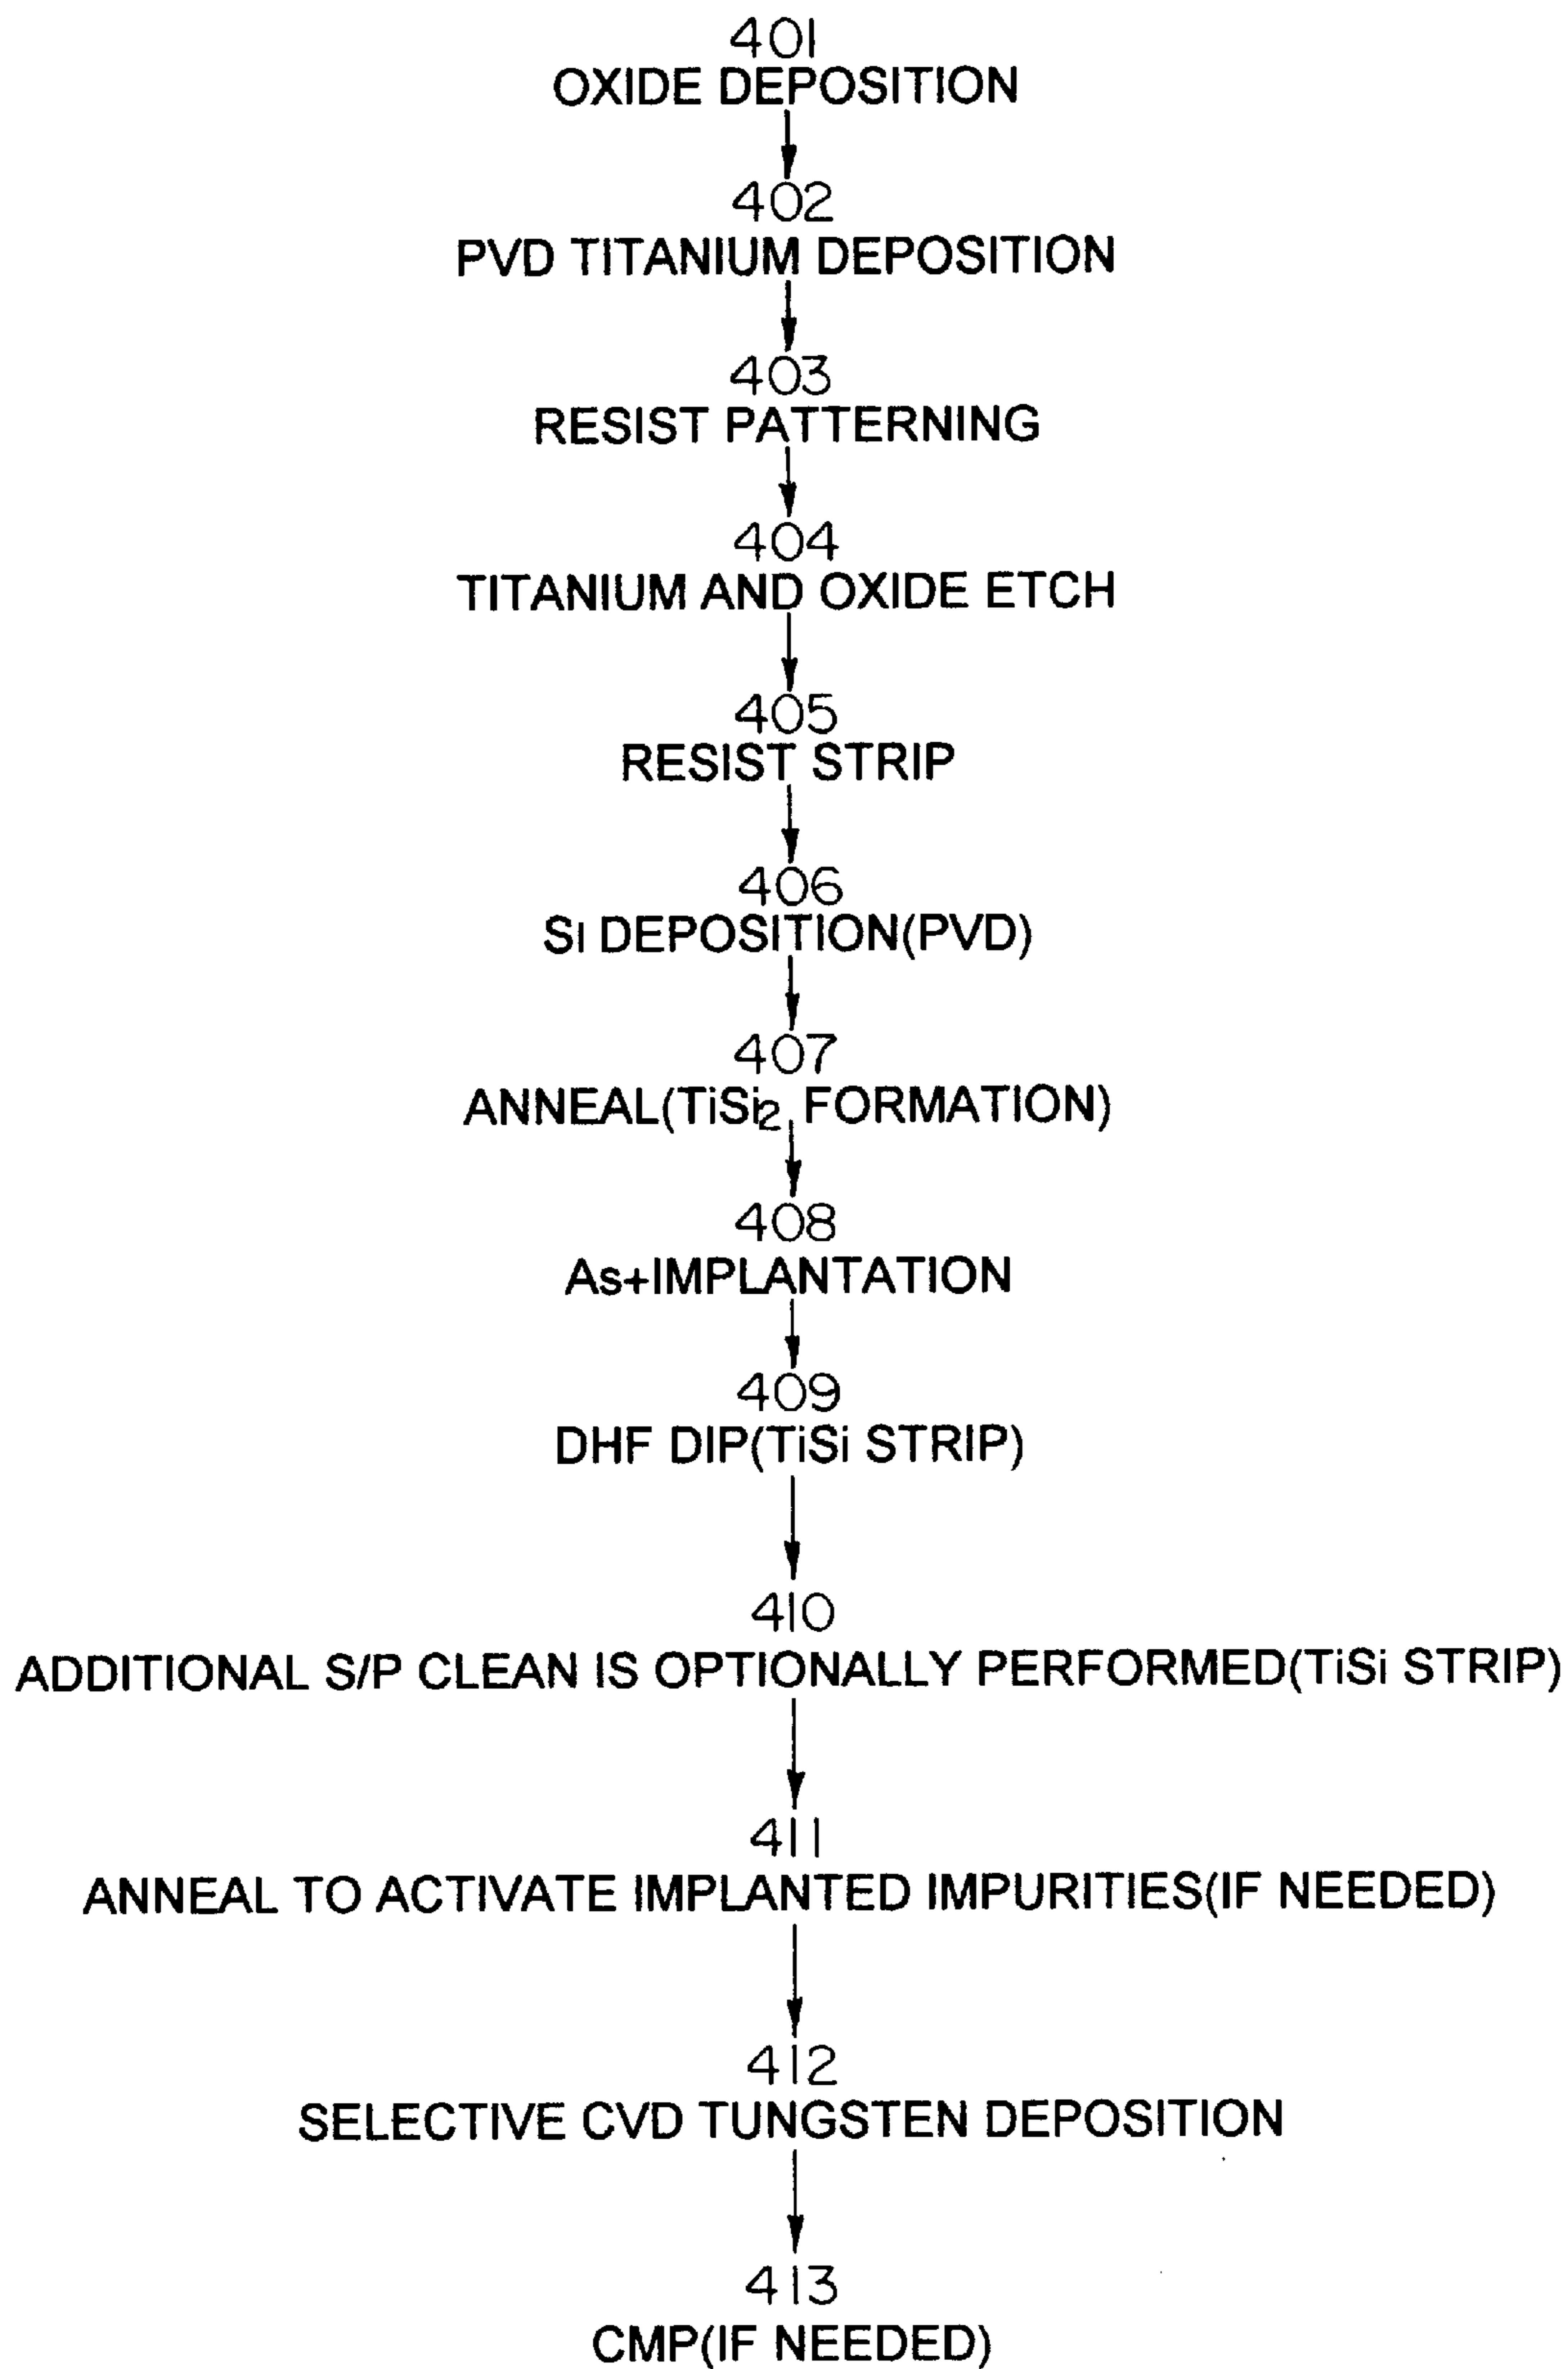 401
OXIDE DEPOSITION
402
PVD TITANIUM DEPOSITION
403
RESIST PATTERNING
404
TITANIUM AND OXIDE ETCH
405
RESIST STRIP
406
Si DEPOSITION(PVD)
407
ANNEAL(TiSi₂ FORMATION)
408
As+IMPLANTATION
409
DHF DIP(TiSi STRIP)
410
ADDITIONAL S/P CLEAN IS OPTIONALLY PERFORMED(TiSi STRIP)
411
ANNEAL TO ACTIVATE IMPLANTED IMPURITIES(IF NEEDED)
412
SELECTIVE CVD TUNGSTEN DEPOSITION
413
CMP(IF NEEDED)